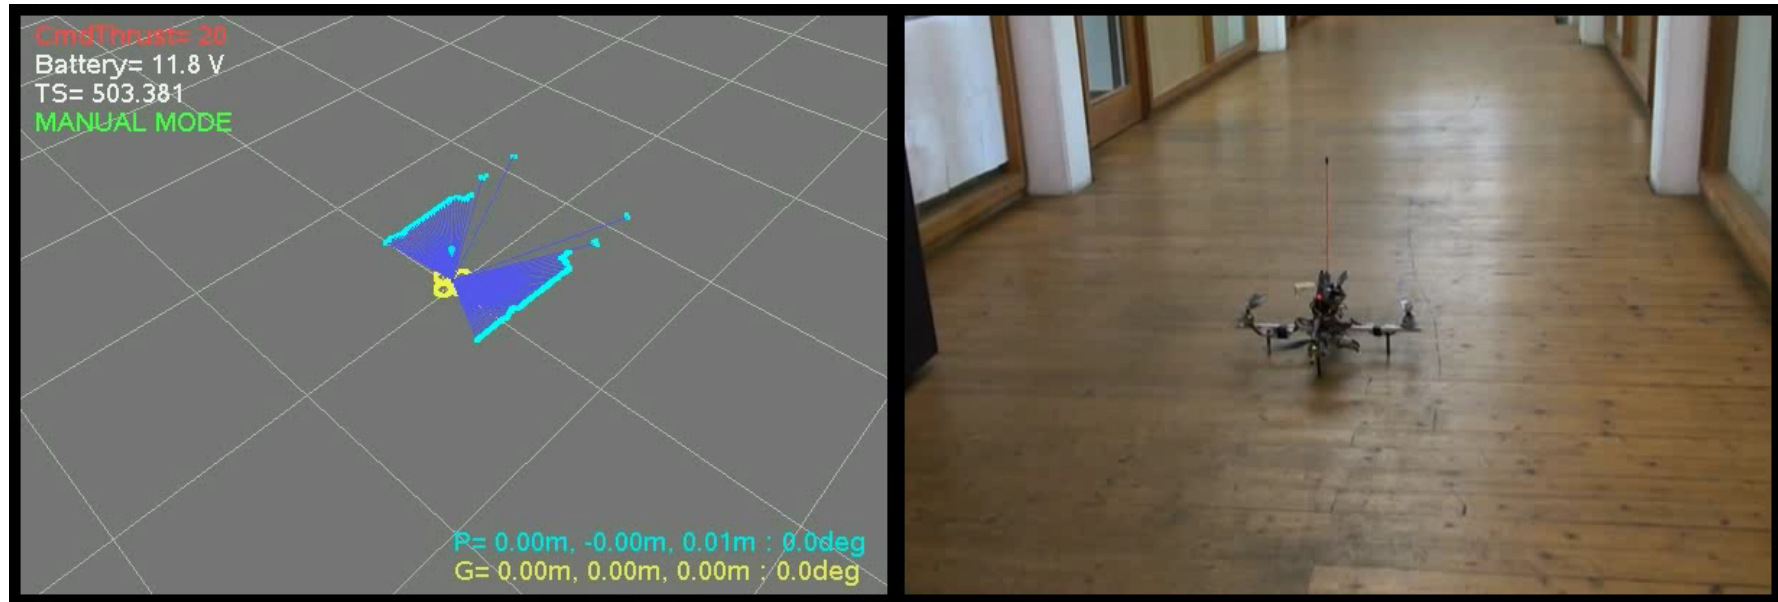 CmdThrust= 20
Battery= 11.8 V
TS= 503.381
MANUAL MODE
P= 0.00m, -0.00m, 0.01m : 0.0deg
G= 0.00m, 0.00m, 0.00m : 0.0deg